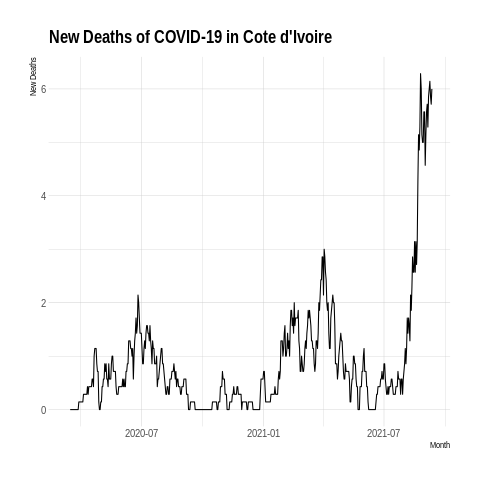 New Deaths of COVID-19 in Cote d'Ivoire
New Deaths
6
4
2
0
2020-07
2021-01
2021-07
Month